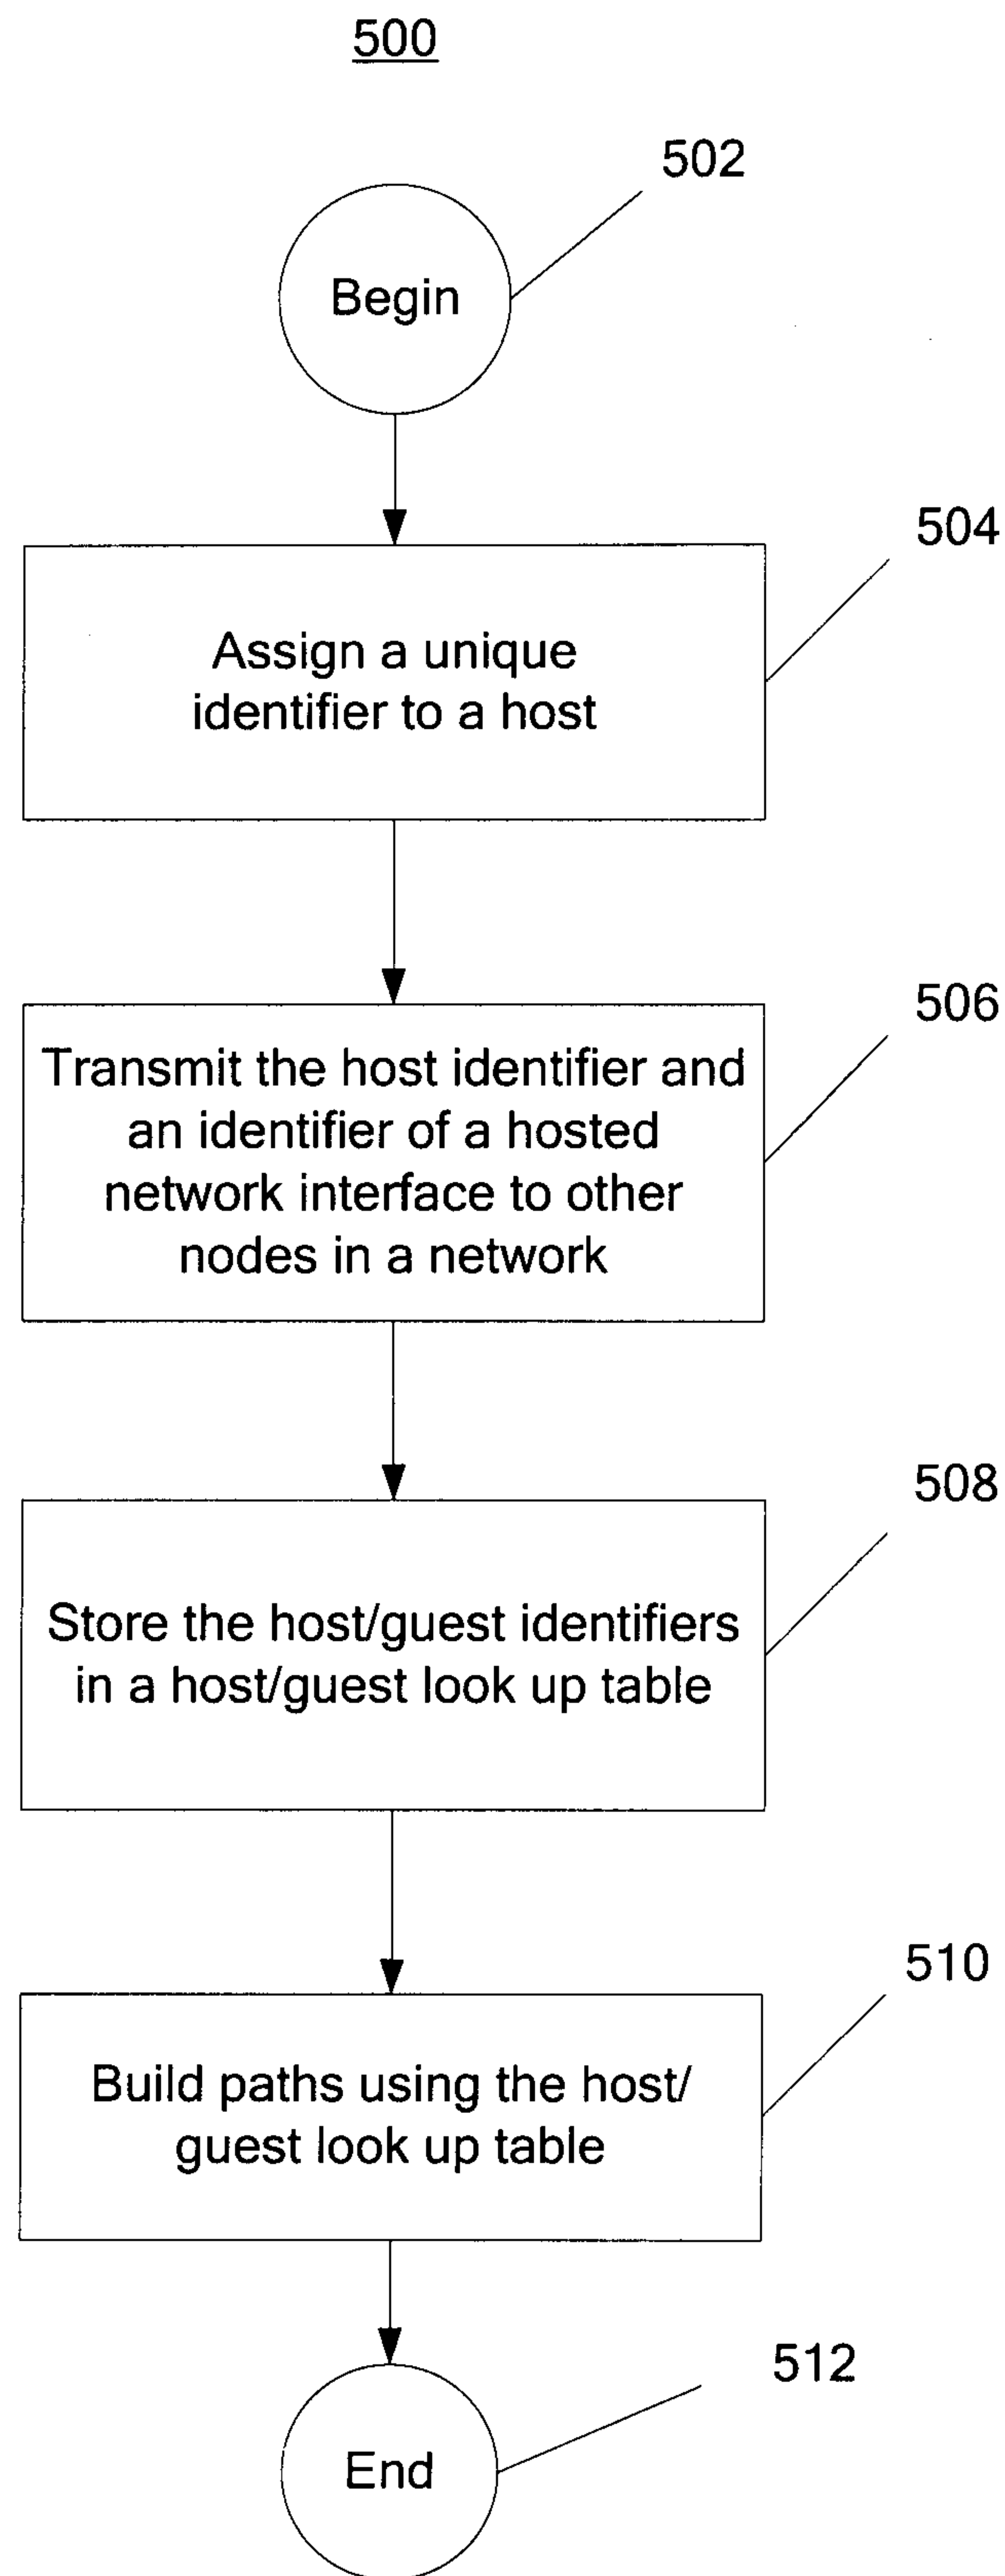 500
502
Begin
504
Assign a unique
identifier to a host
506
Transmit the host identifier and
an identifier of a hosted
network interface to other
nodes in a network
508
Store the host/guest identifiers
in a host/guest look up table
510
Build paths using the host/
guest look up table
512
End